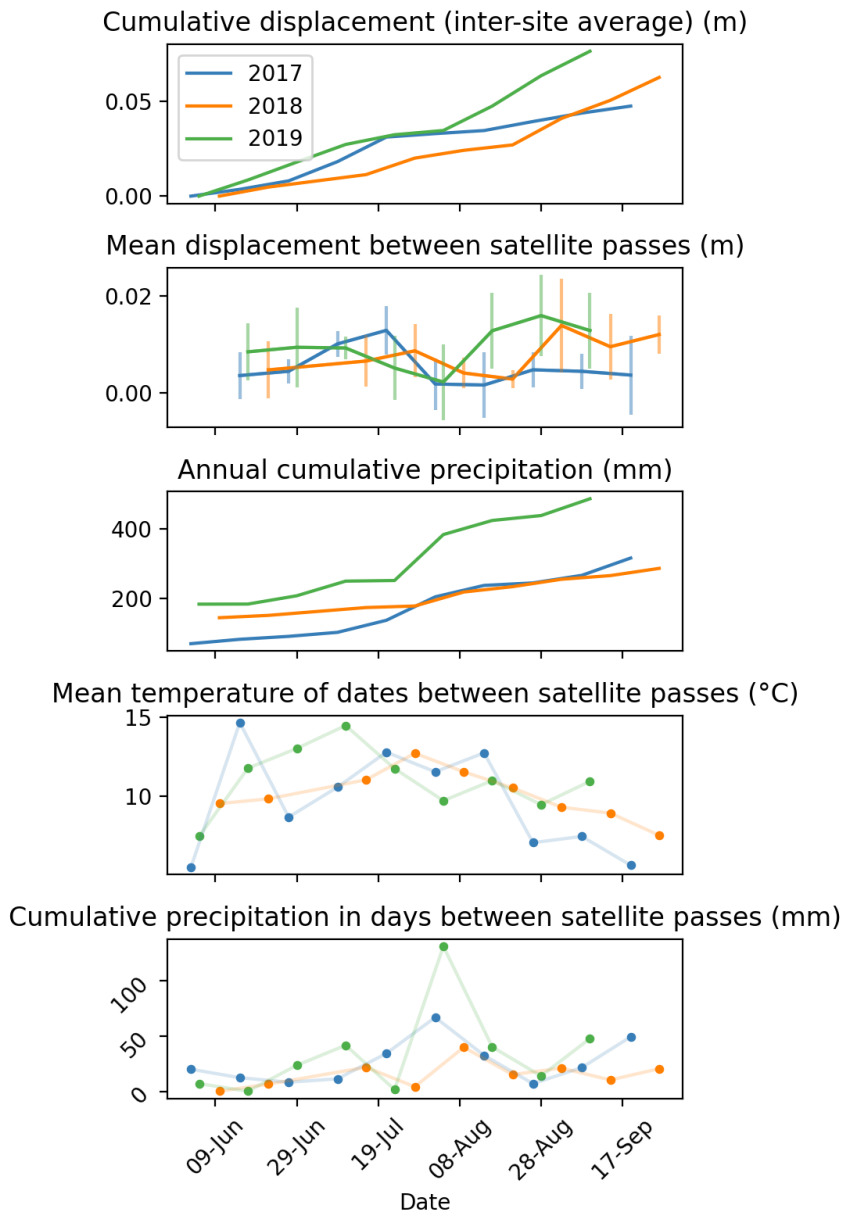 Cumulative displacement (inter-site average) (m)
2017
2018
2019
0.05
0.00
Mean displacement between satellite passes (m)
0.02
0.00
Annual cumulative precipitation (mm)
400
200
Mean temperature of dates between satellite passes (°C)
15
10
Cumulative precipitation in days between satellite passes (mm)
100
50
0
09-Jun
29-Jun
19-Jul
08-Aug
28-Aug
17-Sep
Date